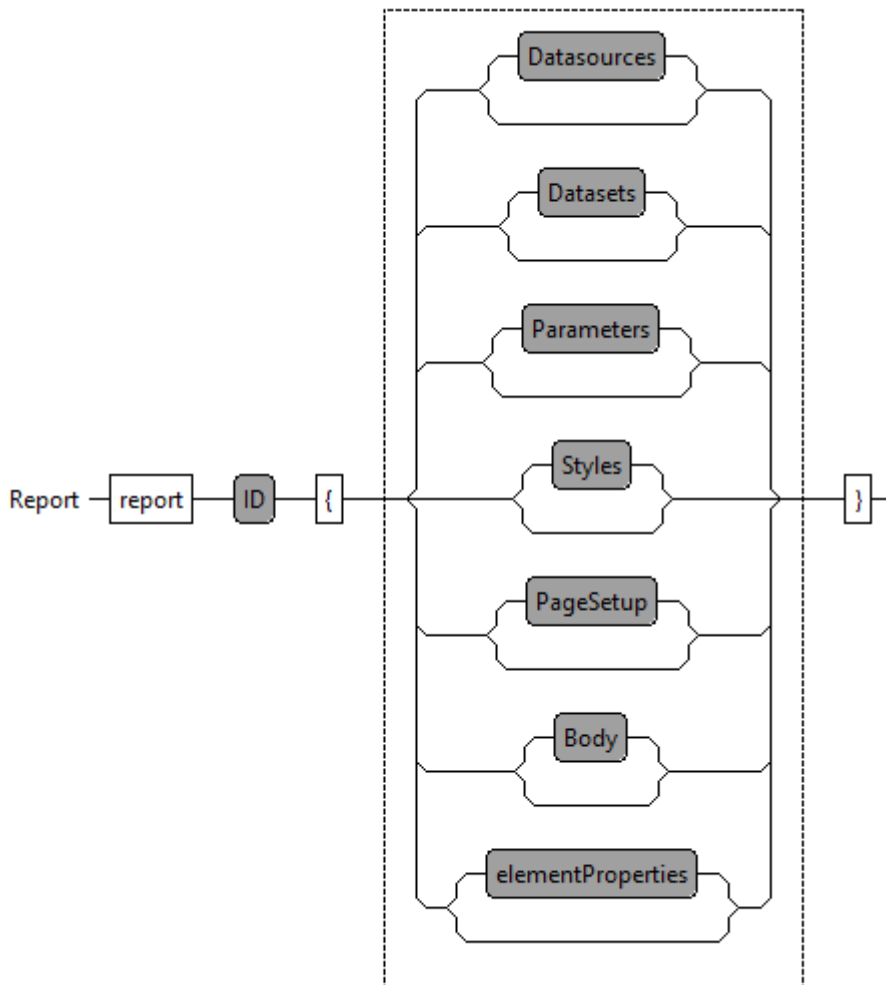 Datasources
Datasets
Parameters
Styles
Report report ID { }
PageSetup
Body
elementProperties